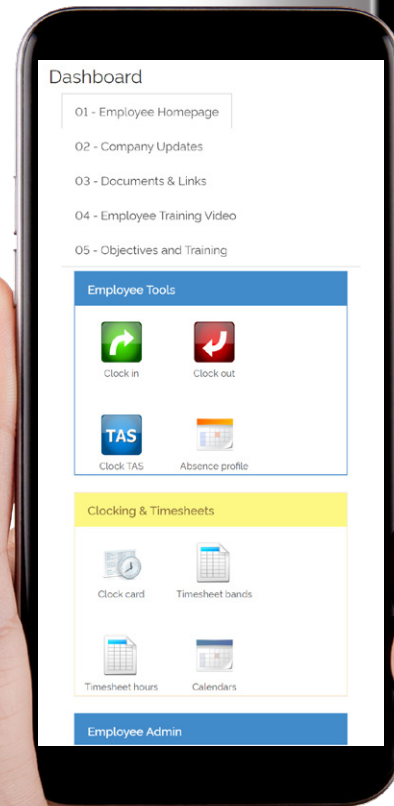 Dashboard
01 - Employee Homepage
02 - Company Updates
03 - Documents & Links
04 - Employee Training Video
05 - Objectives and Training
Employee Tools
Clock in
Clock out
TAS
Clock TAS
Absence profile
Clocking & Timesheets
Clock card
Timesheet bands
Timesheet hours
Calendars
Employee Admin